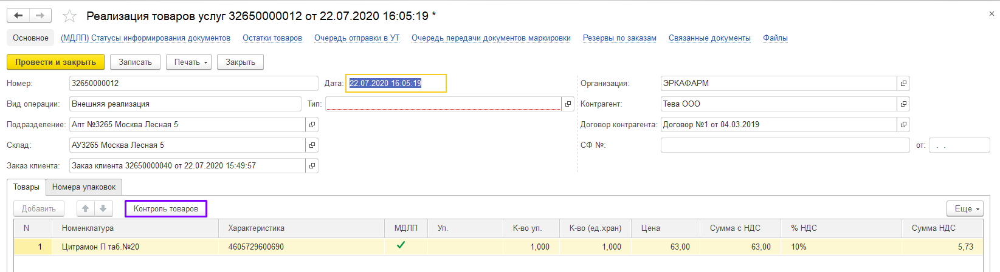 Реализация товаров услуг 32650000012 от 22.07.2020 16:05:19 *
Основное (МДЛП) Статусы информирования документов Остатки товаров Очередь отправки в УТ Очередь передачи документов маркировки Резервы по заказам Связанные документы Файлы
Провести и закрыть Записать Печать Закрыть
Номер: 32650000012 Дата: 22.07.2020 16:05:19 Организация: ЭРКАФАРМ
Вид операции: Внешняя реализация Тип: Контрагент: Тева ООО
Подразделение: Апт №3265 Москва Лесная 5 Договор контрагента: Договор №1 от 04.03.2019
Склад: АУ3265 Москва Лесная 5 СФ №: от: . .
Заказ клиента: Заказ клиента 32650000040 от 22.07.2020 15:49:57
Товары Номера упаковок
Добавить Контроль товаров Еще
N Номенклатура Характеристика МДЛП Уп. К-во уп. К-во (ед.хран) Цена Сумма с НДС % НДС Сумма НДС
1 Цитрамон П таб.№20 4605729600690 1,000 1,000 63,00 63,00 10% 5,73